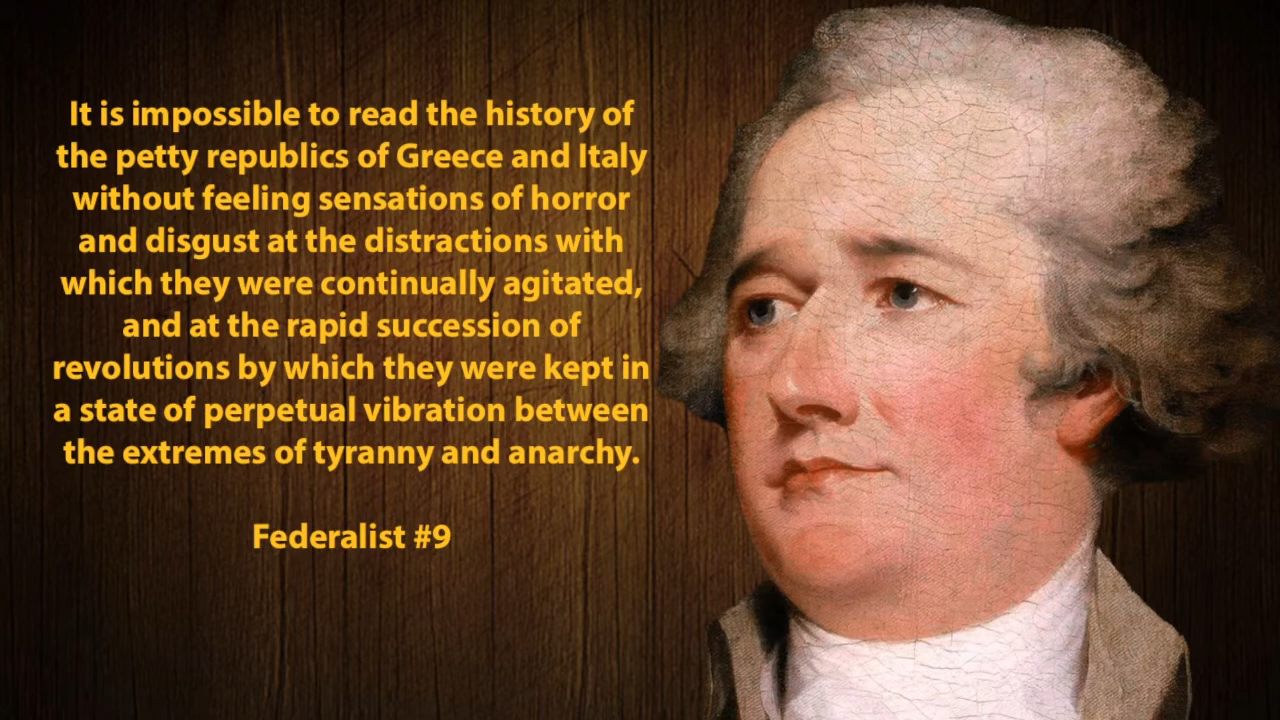 It is impossible to read the history of
the petty republics of Greece and Italy
without feeling sensations of horror
and disgust at the distractions with
which they were continually agitated,
and at the rapid succession of
revolutions by which they were kept in
a state of perpetual vibration between
the extremes of tyranny and anarchy.
Federalist #9